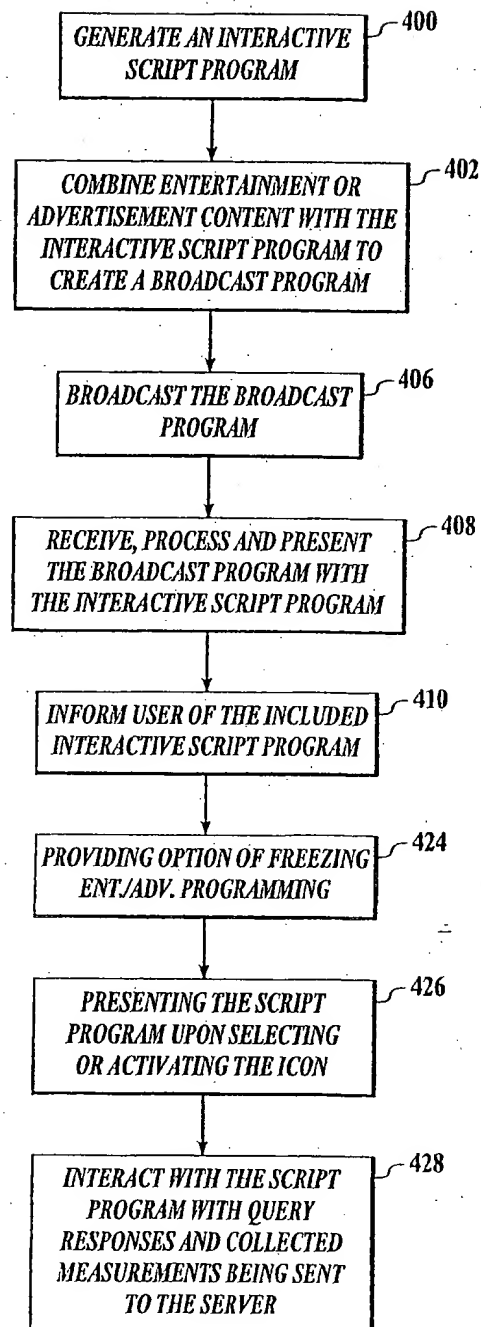 400
GENERATE AN INTERACTIVE
SCRIPT PROGRAM
402
COMBINE ENTERTAINMENT OR
ADVERTISEMENT CONTENT WITH THE
INTERACTIVE SCRIPT PROGRAM TO
CREATE A BROADCAST PROGRAM
406
BROADCAST THE BROADCAST
PROGRAM
408
RECEIVE, PROCESS AND PRESENT
THE BROADCAST PROGRAM WITH
THE INTERACTIVE SCRIPT PROGRAM
410
INFORM USER OF THE INCLUDED
INTERACTIVE SCRIPT PROGRAM
424
PROVIDING OPTION OF FREEZING
ENT./ADV. PROGRAMMING
426
PRESENTING THE SCRIPT
PROGRAM UPON SELECTING
OR ACTIVATING THE ICON
428
INTERACT WITH THE SCRIPT
PROGRAM WITH QUERY
RESPONSES AND COLLECTED
MEASUREMENTS BEING SENT
TO THE SERVER